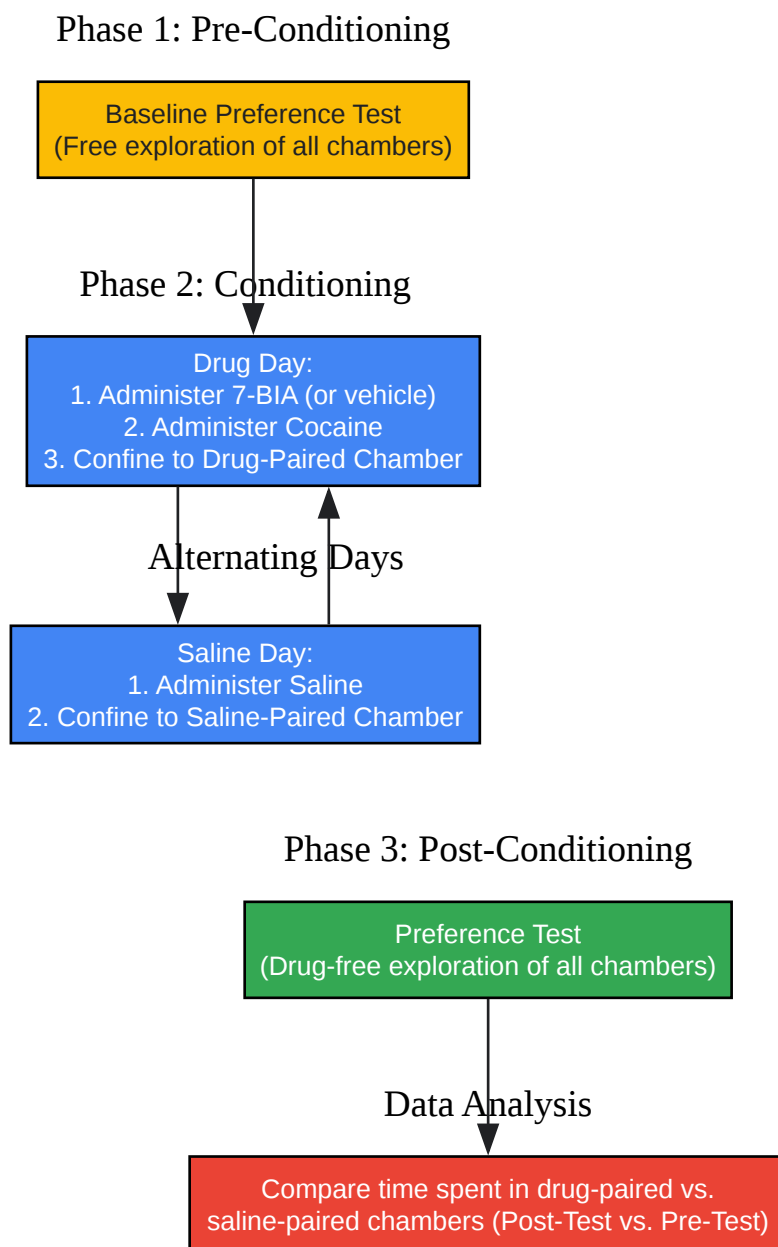 Phase 1: Pre-Conditioning
Baseline Preference Test
(Free exploration of all chambers)
Phase 2: Conditioning
Drug Day:
1. Administer 7-BIA (or vehicle)
2. Administer Cocaine
3. Confine to Drug-Paired Chamber
Alternating Days
Saline Day:
1. Administer Saline
2. Confine to Saline-Paired Chamber
Phase 3: Post-Conditioning
Preference Test
(Drug-free exploration of all chambers)
Data Analysis
Compare time spent in drug-paired vs.
saline-paired chambers (Post-Test vs. Pre-Test)